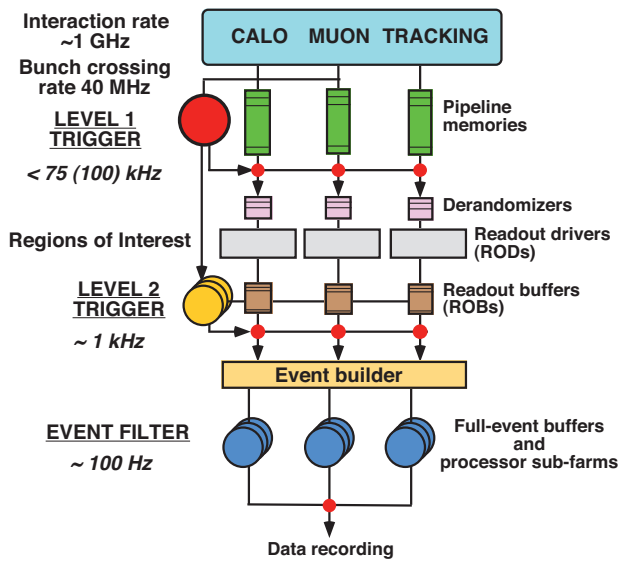 Interaction rate
~1 GHz
CALO MUON TRACKING
Bunch crossing
rate 40 MHz
LEVEL 1
TRIGGER
Pipeline
memories
< 75 (100) kHz
Derandomizers
Regions of Interest
Readout drivers
(RODs)
LEVEL 2
TRIGGER
Readout buffers
(ROBs)
~ 1 kHz
Event builder
EVENT FILTER
~ 100 Hz
Full-event buffers
and
processor sub-farms
Data recording